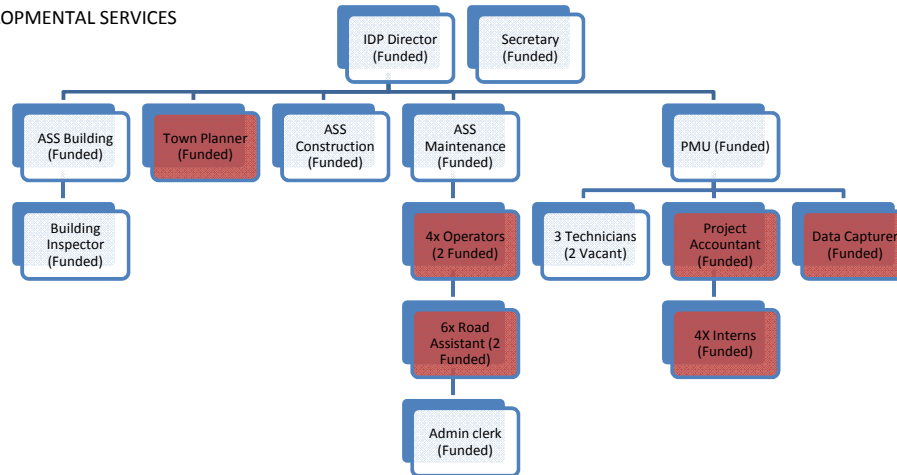 OPMENTAL SERVICES
IDP Director
(Funded)
Secretary
(Funded)
ASS Building
(Funded)
Town Planner
(Funded)
ASS
Construction
(Funded)
ASS
Maintenance
(Funded)
PMU (Funded)
Building
Inspector
(Funded)
4x Operators
(2 Funded)
3 Technicians
(2 Vacant)
Project
Accountant
(Funded)
Data Capturer
(Funded)
6x Road
Assistant (2
Funded)
4X Interns
(Funded)
Admin clerk
(Funded)